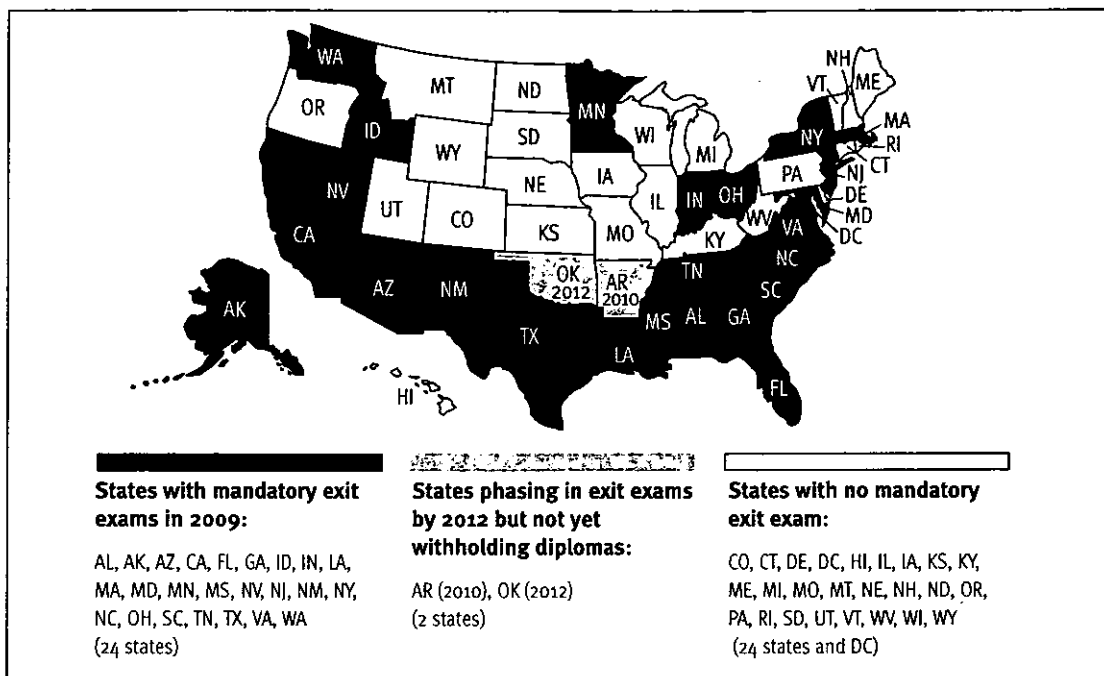 WA
MT
ND
MN
OR
ID
SD
WI
MI
NY
NH
VT
ME
MA
RI
CT
NJ
DE
MD
DC
WY
NV
UT
CO
NE
IA
IL
IN
OH
PA
WV
VA
CA
KS
MO
KY
NC
TN
SC
AZ
NM
OK
2012
AR
2010
MS
AL
GA
TX
LA
FL
AK
HI
States with mandatory exit
exams in 2009:
AL, AK, AZ, CA, FL, GA, ID, IN, LA,
MA, MD, MN, MS, NV, NJ, NM, NY,
NC, OH, SC, TN, TX, VA, WA
(24 states)
States phasing in exit exams
by 2012 but not yet
withholding diplomas:
AR (2010), OK (2012)
(2 states)
States with no mandatory
exit exam:
CO, CT, DE, DC, HI, IL, IA, KS, KY,
ME, MI, MO, MT, NE, NH, ND, OR,
PA, RI, SD, UT, VT, WV, WI, WY
(24 states and DC)